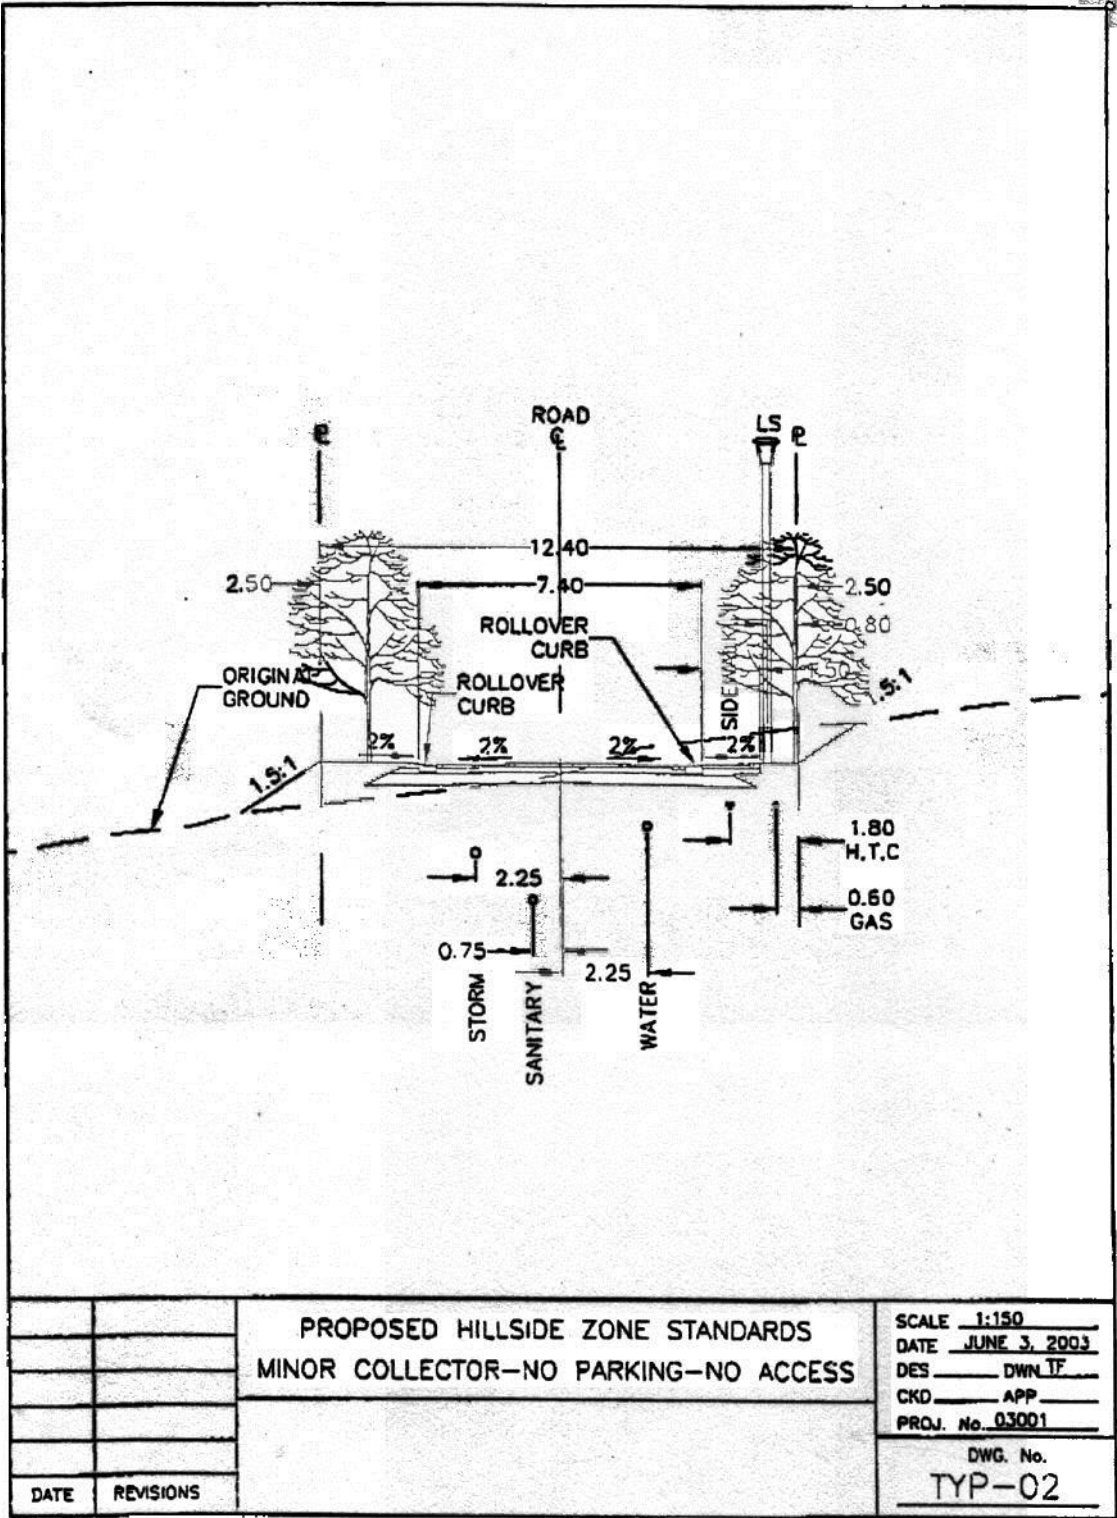 ROAD
℄
LS
℄
PL
12.40
2.50
7.40
2.50
0.80
ROLLOVER
CURB
ORIGINAL
GROUND
ROLLOVER
CURB
1.5:1
2%
2%
2%
2%
1.5:1
1.80
H.T.C
2.25
0.60
GAS
0.75
2.25
STORM
SANITARY
WATER
PROPOSED HILLSIDE ZONE STANDARDS
MINOR COLLECTOR-NO PARKING-NO ACCESS
SCALE 1:150
DATE JUNE 3, 2003
DES DWN TF
CKD APP
PROJ. No. 03001
DWG. No.
TYP-02
DATE REVISIONS